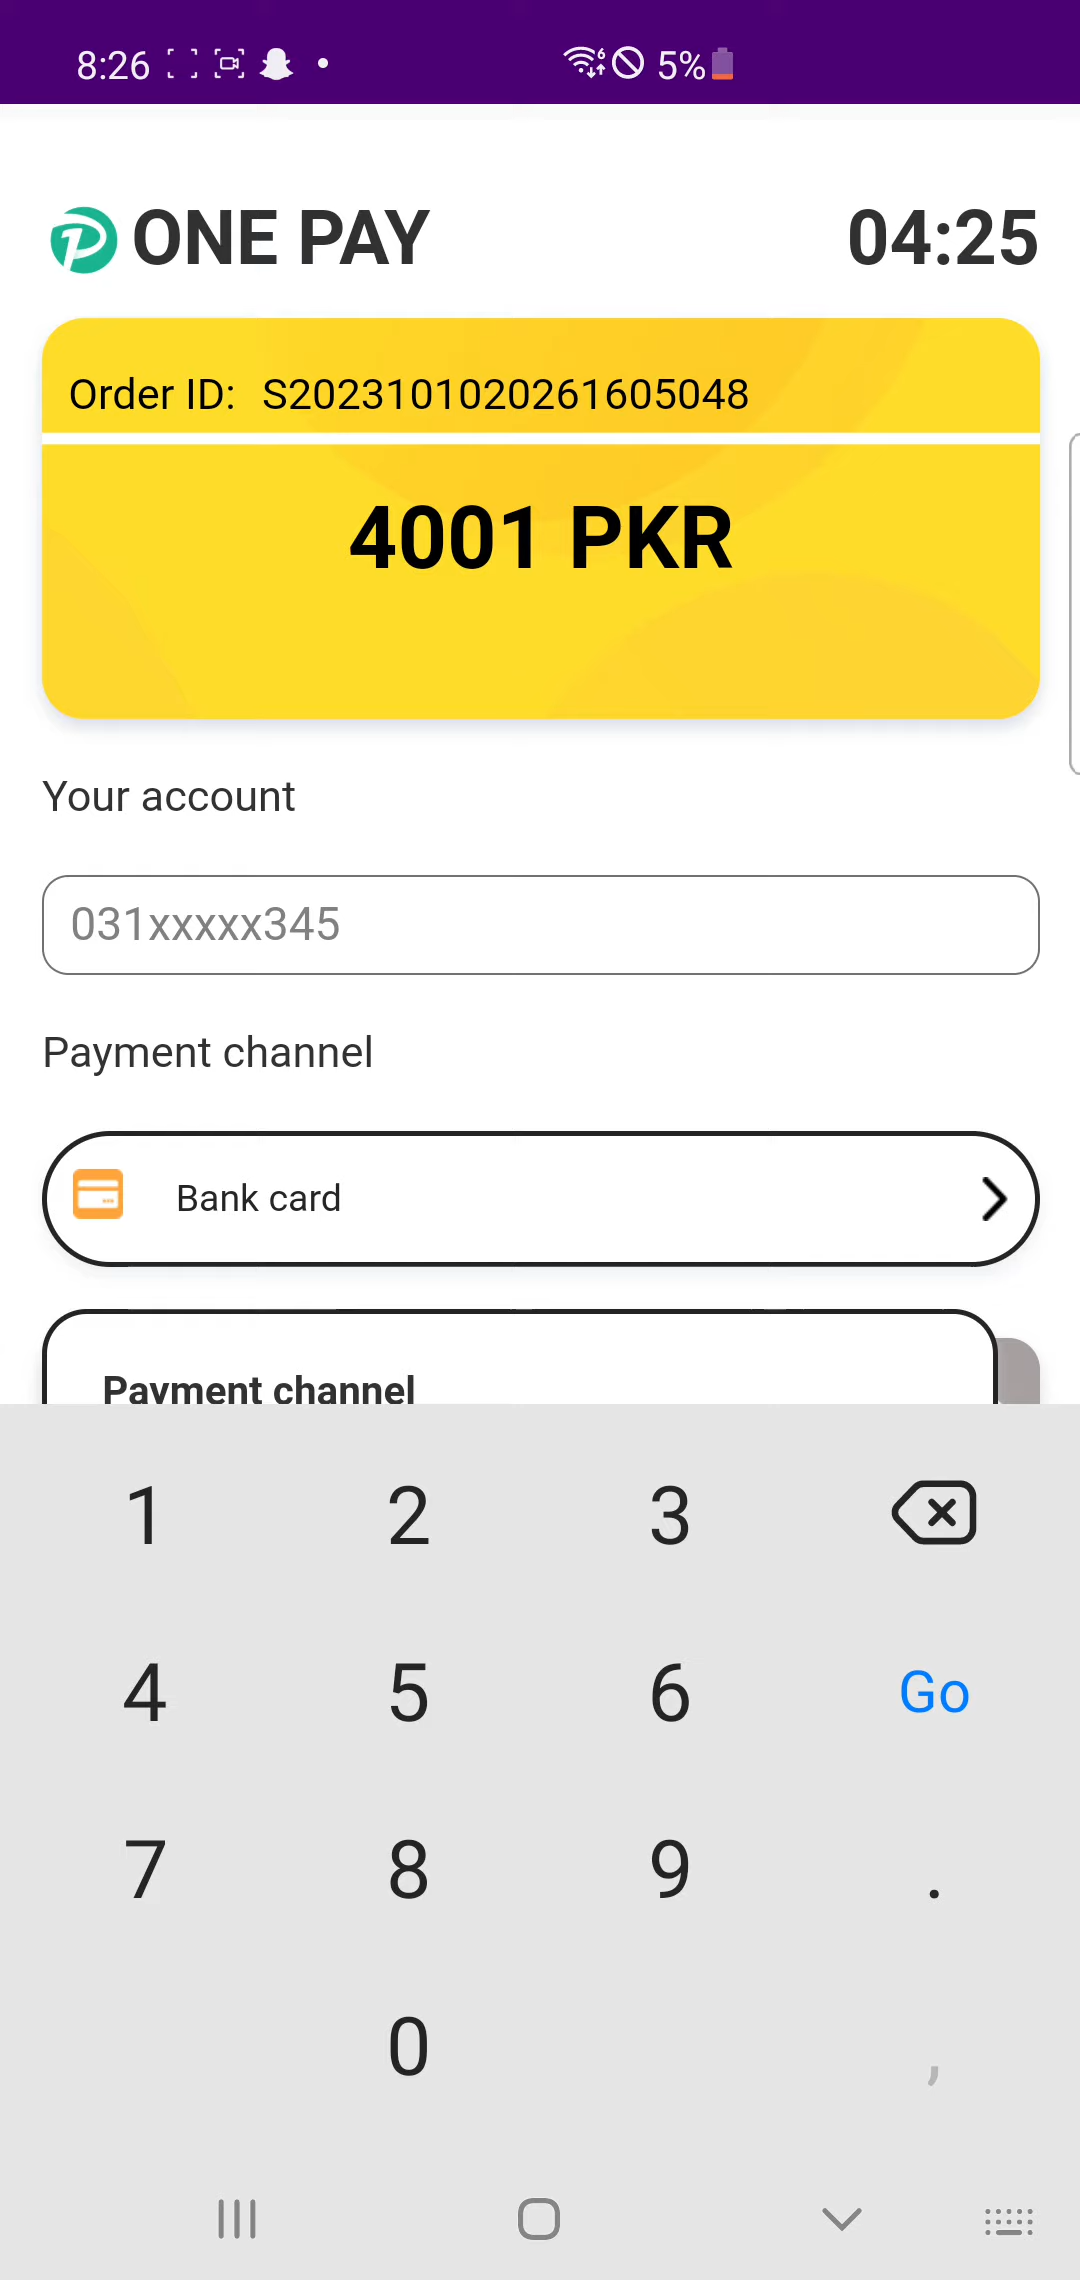 8:26 5%
ONE PAY 04:25
Order ID: S2023101020261605048
4001 PKR
Your account
031xxxxx345
Payment channel
Bank card
Payment channel
1 2 3
4 5 6 Go
7 8 9 .
0 ,